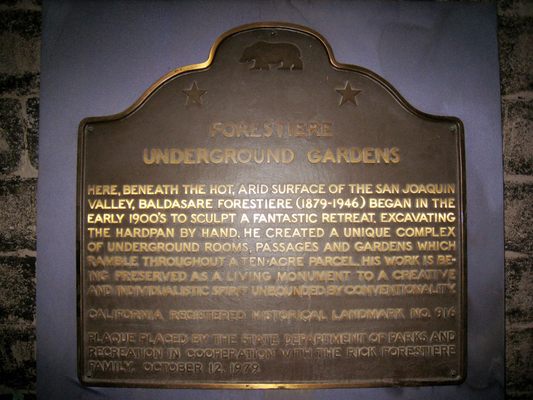 FORESTIERE
UNDERGROUND GARDENS
HERE, BENEATH THE HOT, ARID SURFACE OF THE SAN JOAQUIN
VALLEY, BALDASARE FORESTIERE (1879-1946) BEGAN IN THE
EARLY 1900'S TO SCULPT A FANTASTIC RETREAT. EXCAVATING
THE HARDPAN BY HAND, HE CREATED A UNIQUE COMPLEX
OF UNDERGROUND ROOMS, PASSAGES AND GARDENS WHICH
RAMBLE THROUGHOUT A TEN-ACRE PARCEL. HIS WORK IS BE-
ING PRESERVED AS A LIVING MONUMENT TO A CREATIVE
AND INDIVIDUALISTIC SPIRIT UNBOUNDED BY CONVENTIONALITY.
CALIFORNIA REGISTERED HISTORICAL LANDMARK NO. 916
PLAQUE PLACED BY THE STATE DEPARTMENT OF PARKS AND
RECREATION IN COOPERATION WITH THE RICK FORESTIERE
FAMILY, OCTOBER 12, 1979.